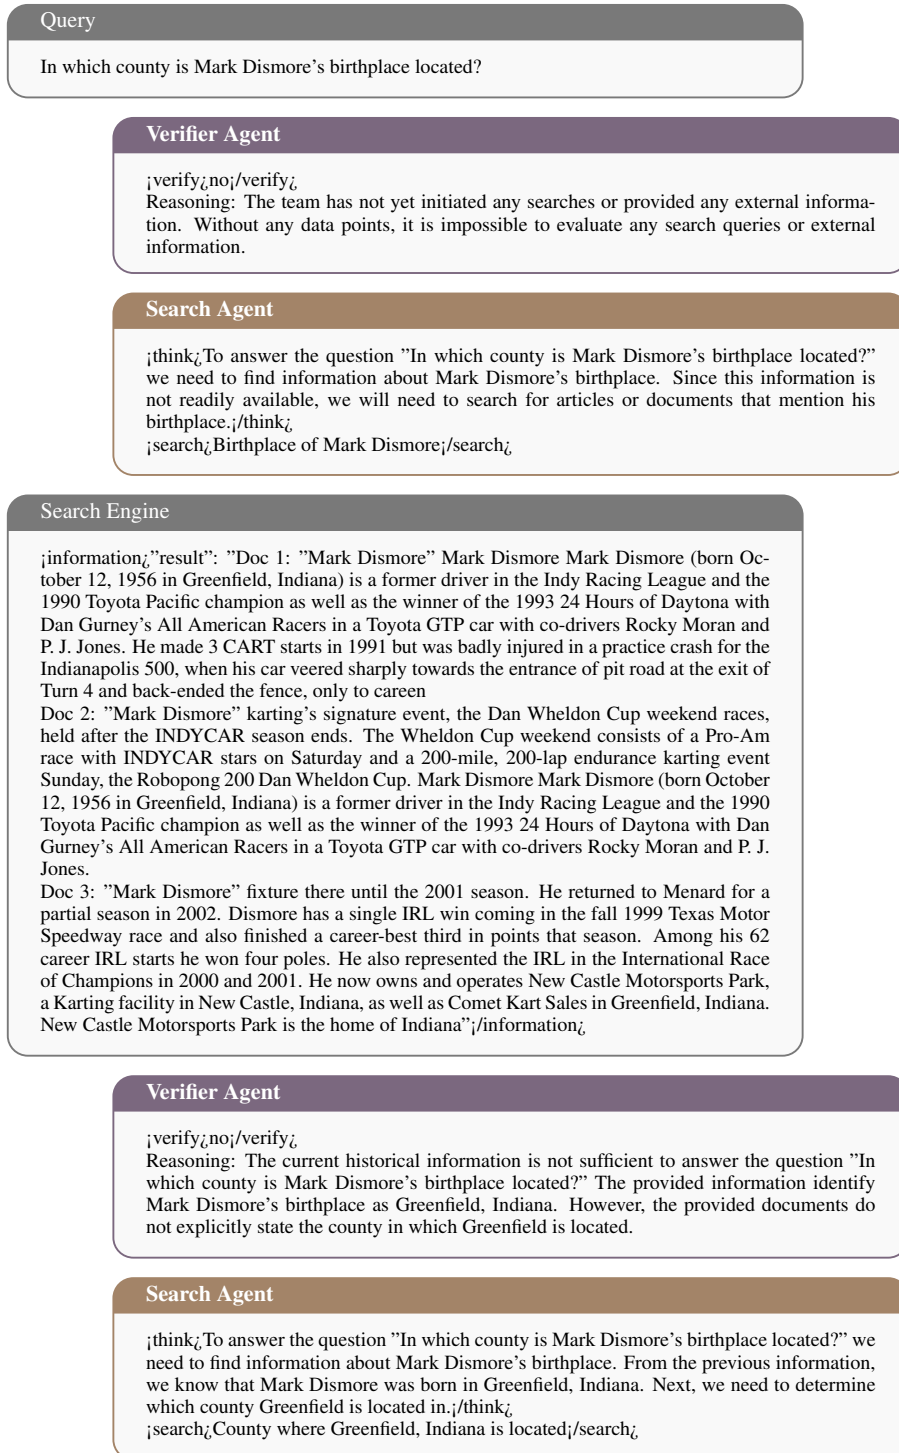 Query
In which county is Mark Dismore's birthplace located?
Verifier Agent
¡verify¿no¡/verify¿
Reasoning: The team has not yet initiated any searches or provided any external informa-
tion. Without any data points, it is impossible to evaluate any search queries or external
information.
Search Agent
¡think¿To answer the question ”In which county is Mark Dismore's birthplace located?”
we need to find information about Mark Dismore's birthplace. Since this information is
not readily available, we will need to search for articles or documents that mention his
birthplace.¡/think¿
¡search¿Birthplace of Mark Dismore¡/search¿
Search Engine
¡information¿”result”: ”Doc 1: ”Mark Dismore” Mark Dismore Mark Dismore (born Oc-
tober 12, 1956 in Greenfield, Indiana) is a former driver in the Indy Racing League and the
1990 Toyota Pacific champion as well as the winner of the 1993 24 Hours of Daytona with
Dan Gurney's All American Racers in a Toyota GTP car with co-drivers Rocky Moran and
P. J. Jones. He made 3 CART starts in 1991 but was badly injured in a practice crash for the
Indianapolis 500, when his car veered sharply towards the entrance of pit road at the exit of
Turn 4 and back-ended the fence, only to careen
Doc 2: ”Mark Dismore” karting's signature event, the Dan Wheldon Cup weekend races,
held after the INDYCAR season ends. The Wheldon Cup weekend consists of a Pro-Am
race with INDYCAR stars on Saturday and a 200-mile, 200-lap endurance karting event
Sunday, the Robopong 200 Dan Wheldon Cup. Mark Dismore Mark Dismore (born October
12, 1956 in Greenfield, Indiana) is a former driver in the Indy Racing League and the 1990
Toyota Pacific champion as well as the winner of the 1993 24 Hours of Daytona with Dan
Gurney's All American Racers in a Toyota GTP car with co-drivers Rocky Moran and P. J.
Jones.
Doc 3: ”Mark Dismore” fixture there until the 2001 season. He returned to Menard for a
partial season in 2002. Dismore has a single IRL win coming in the fall 1999 Texas Motor
Speedway race and also finished a career-best third in points that season. Among his 62
career IRL starts he won four poles. He also represented the IRL in the International Race
of Champions in 2000 and 2001. He now owns and operates New Castle Motorsports Park,
a Karting facility in New Castle, Indiana, as well as Comet Kart Sales in Greenfield, Indiana.
New Castle Motorsports Park is the home of Indiana”¡/information¿
Verifier Agent
¡verify¿no¡/verify¿
Reasoning: The current historical information is not sufficient to answer the question ”In
which county is Mark Dismore's birthplace located?” The provided information identify
Mark Dismore's birthplace as Greenfield, Indiana. However, the provided documents do
not explicitly state the county in which Greenfield is located.
Search Agent
¡think¿To answer the question ”In which county is Mark Dismore's birthplace located?” we
need to find information about Mark Dismore's birthplace. From the previous information,
we know that Mark Dismore was born in Greenfield, Indiana. Next, we need to determine
which county Greenfield is located in.¡/think¿
¡search¿County where Greenfield, Indiana is located¡/search¿